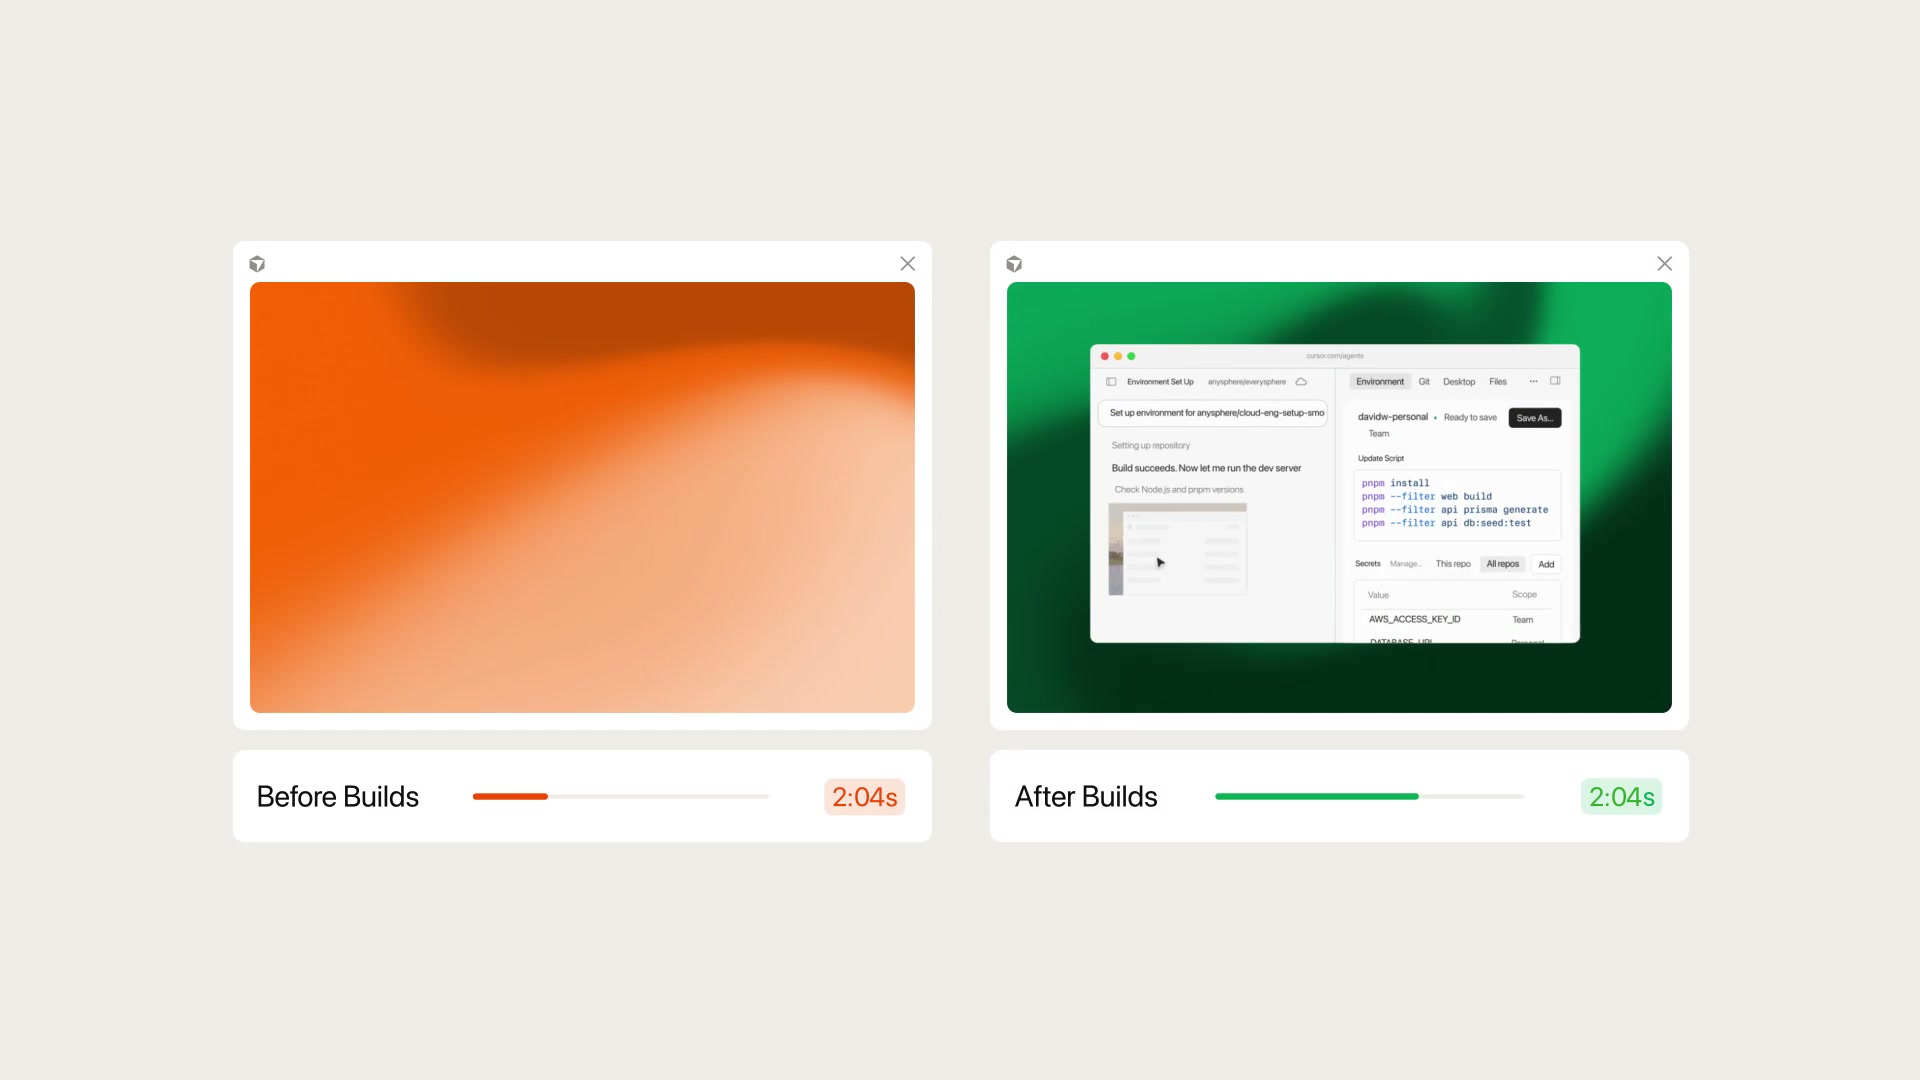 Before Builds
2:04s
cursor.com/agents
Environment Set Up anysphere/everysphere
Set up environment for anysphere/cloud-eng-setup-smo
Setting up repository
Build succeeds. Now let me run the dev server
Check Node.js and pnpm versions
Environment Git Desktop Files
davidw-personal • Ready to save Save As...
Team
Update Script
pnpm install
pnpm --filter web build
pnpm --filter api prisma generate
pnpm --filter api db:seed:test
Secrets Manage... This repo All repos Add
Value Scope
AWS_ACCESS_KEY_ID Team
DATABASE_URL Personal
After Builds
2:04s